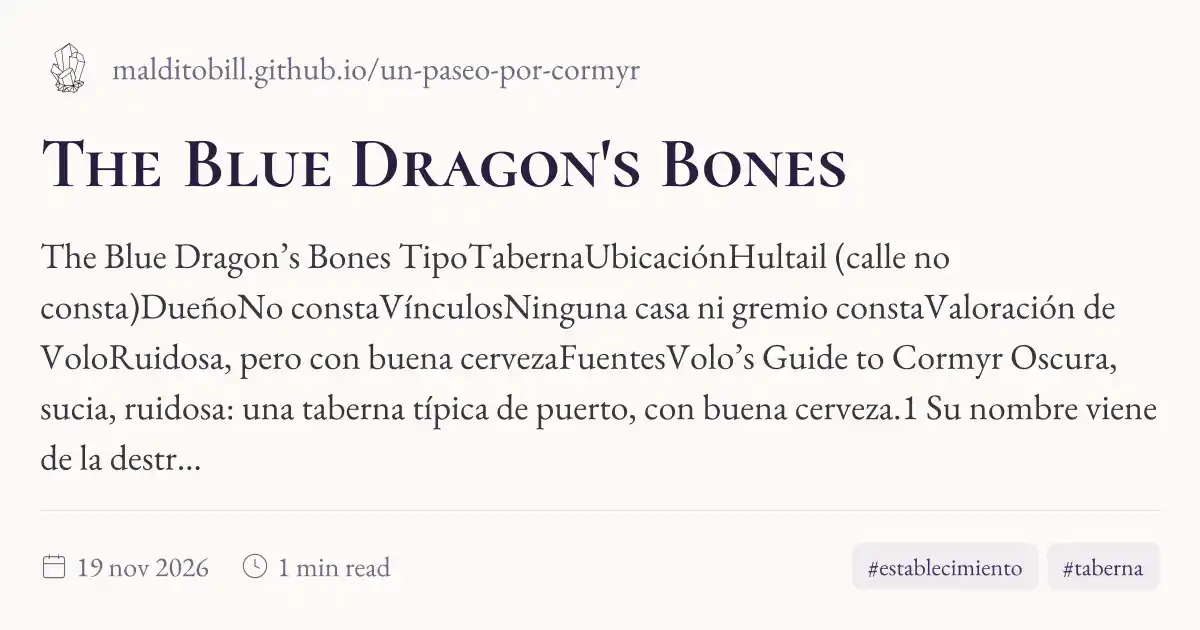 malditobill.github.io/un-paseo-por-cormyr
The Blue Dragon's Bones
The Blue Dragon’s Bones TipoTabernaUbicaciónHultail (calle no
consta)DueñoNo constaVínculosNinguna casa ni gremio constaValoración de
VoloRuidosa, pero con buena cervezaFuentesVolo’s Guide to Cormyr Oscura,
sucia, ruidosa: una taberna típica de puerto, con buena cerveza.1 Su nombre viene
de la destr...
19 nov 2026 1 min read #establecimiento #taberna